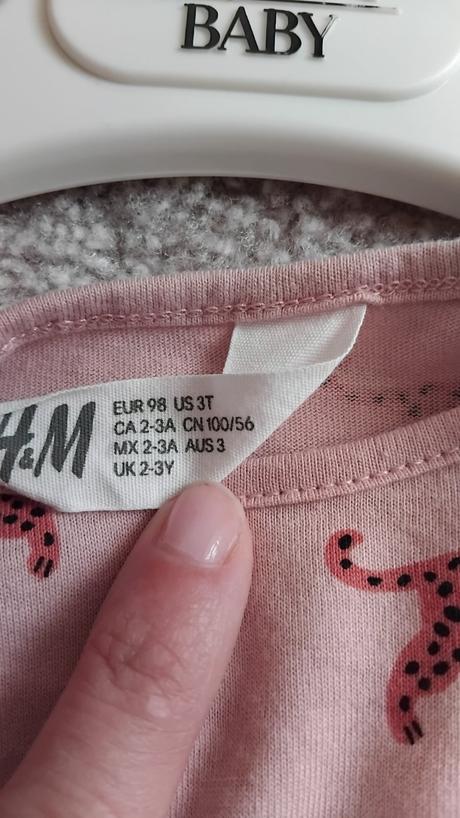 BABY
H&M
EUR 98 US 3T
CA 2-3A CN 100/56
MX 2-3A AUS 3
UK 2-3Y